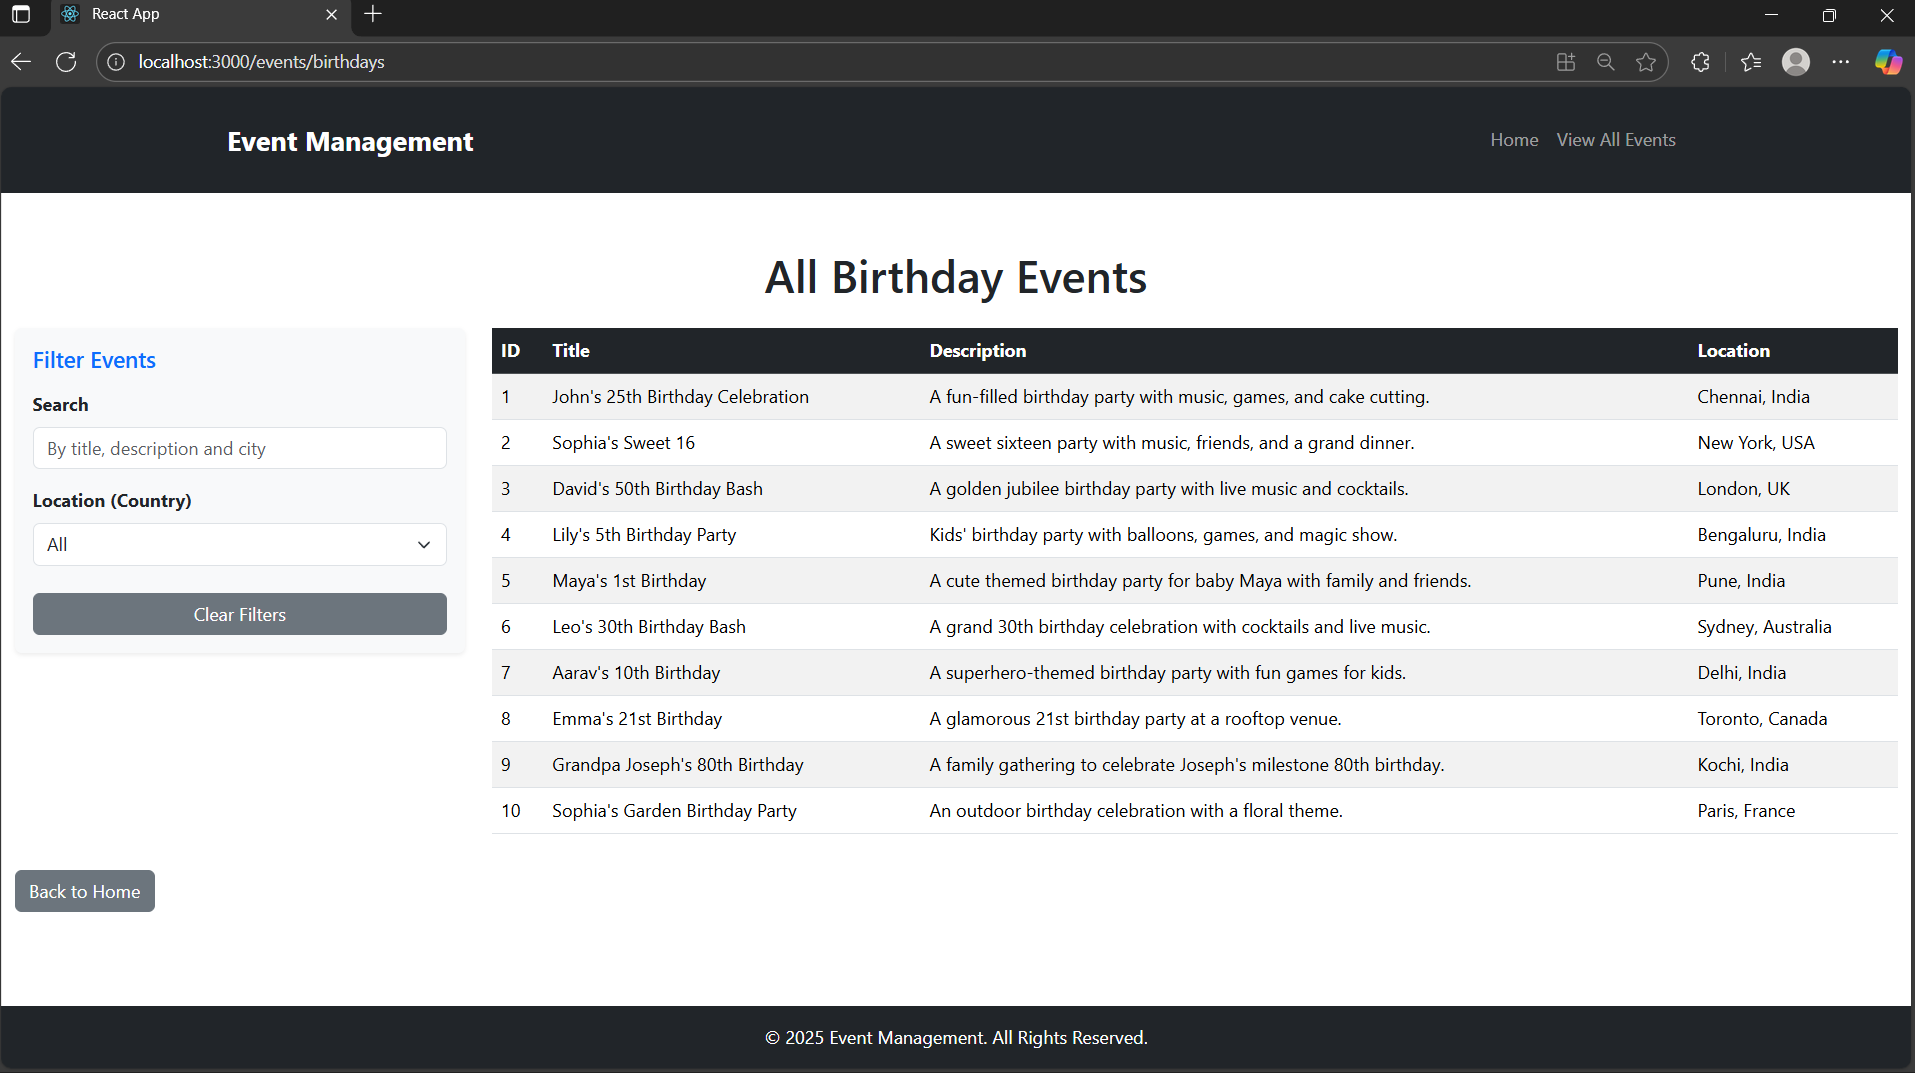 React App
localhost:3000/events/birthdays
Event Management
Home View All Events
All Birthday Events
Filter Events
Search
By title, description and city
Location (Country)
All
Clear Filters
ID Title Description Location
1 John's 25th Birthday Celebration A fun-filled birthday party with music, games, and cake cutting. Chennai, India
2 Sophia's Sweet 16 A sweet sixteen party with music, friends, and a grand dinner. New York, USA
3 David's 50th Birthday Bash A golden jubilee birthday party with live music and cocktails. London, UK
4 Lily's 5th Birthday Party Kids' birthday party with balloons, games, and magic show. Bengaluru, India
5 Maya's 1st Birthday A cute themed birthday party for baby Maya with family and friends. Pune, India
6 Leo's 30th Birthday Bash A grand 30th birthday celebration with cocktails and live music. Sydney, Australia
7 Aarav's 10th Birthday A superhero-themed birthday party with fun games for kids. Delhi, India
8 Emma's 21st Birthday A glamorous 21st birthday party at a rooftop venue. Toronto, Canada
9 Grandpa Joseph's 80th Birthday A family gathering to celebrate Joseph's milestone 80th birthday. Kochi, India
10 Sophia's Garden Birthday Party An outdoor birthday celebration with a floral theme. Paris, France
Back to Home
© 2025 Event Management. All Rights Reserved.